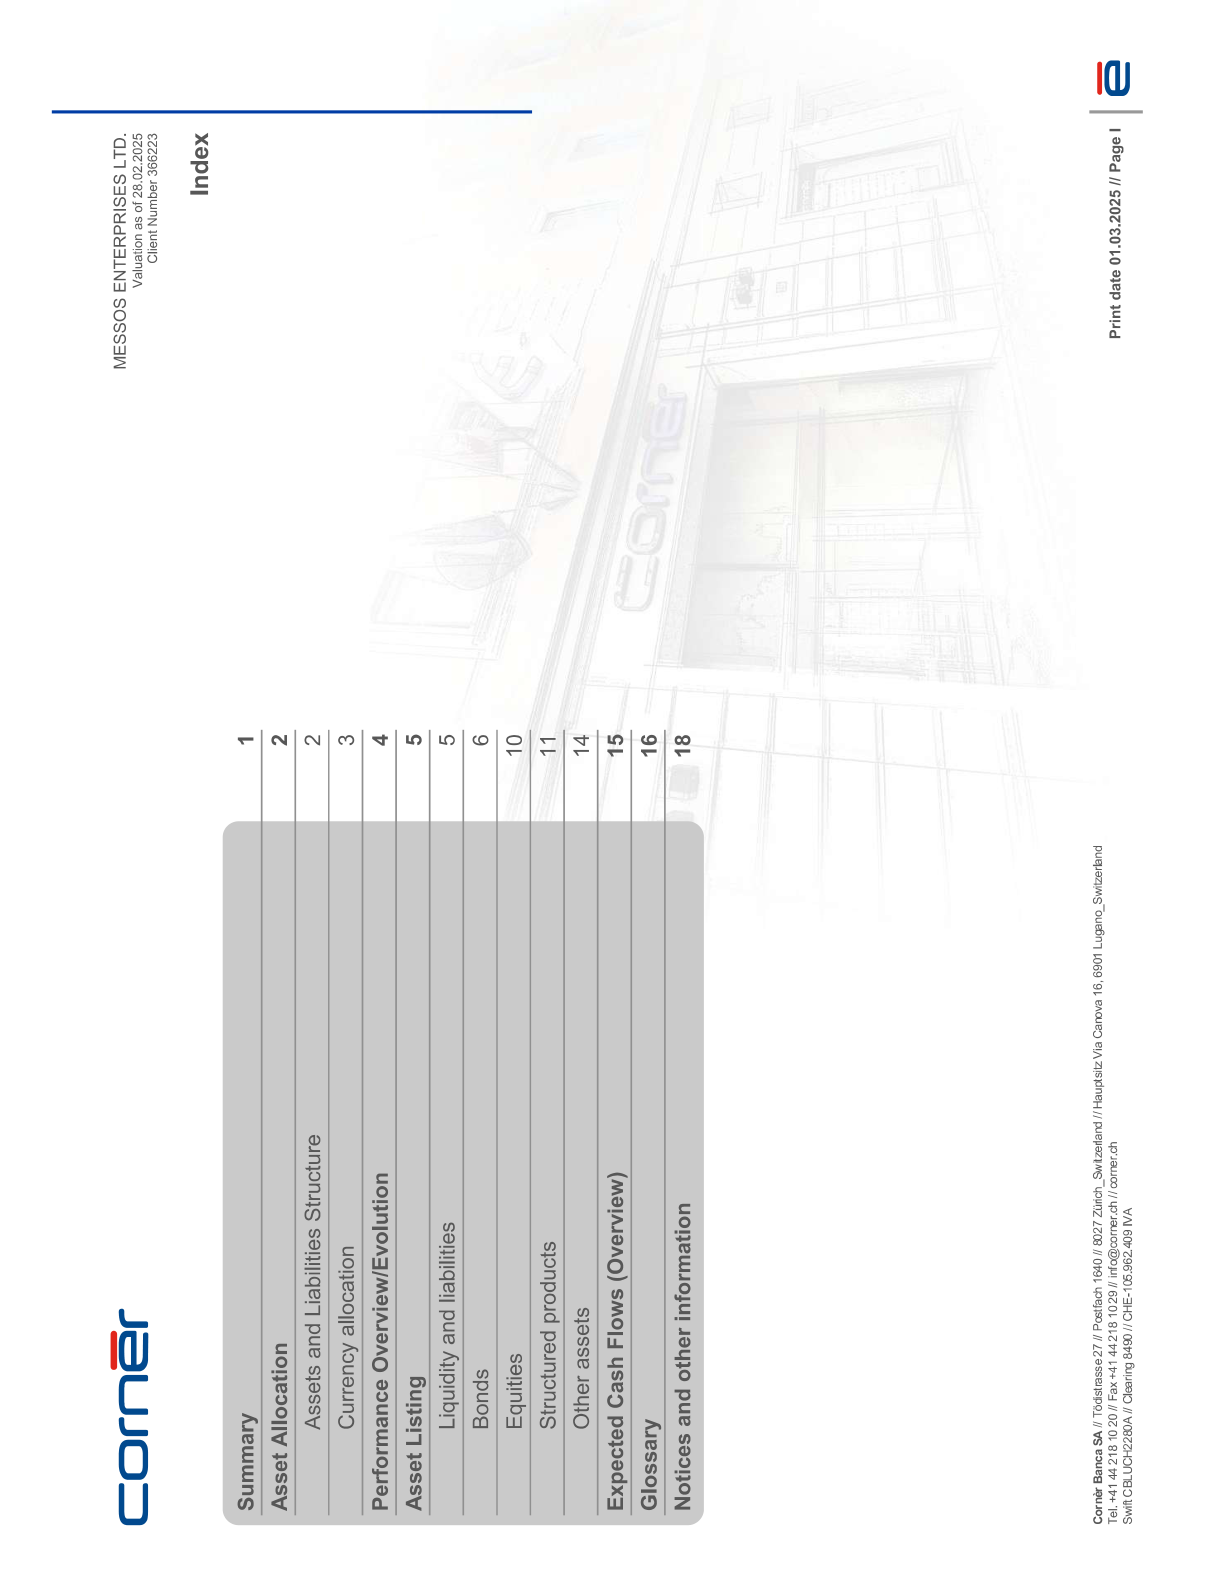 cornèr
MESSOS ENTERPRISES LTD.
Valuation as of 28.02.2025
Client Number 366223
Index
Summary 1
Asset Allocation 2
Assets and Liabilities Structure 2
Currency allocation 3
Performance Overview/Evolution 4
Asset Listing 5
Liquidity and liabilities 5
Bonds 6
Equities 10
Structured products 11
Other assets 14
Expected Cash Flows (Overview) 15
Glossary 16
Notices and other information 18
cornèr
Cornèr Banca SA // Tödistrasse 27 // Postfach 1640 // 8027 Zürich_Switzerland // Hauptsitz Via Canova 16, 6901 Lugano_Switzerland
Tel. +41 44 218 10 20 // Fax +41 44 218 10 29 // info@corner.ch // corner.ch
Swift CBLUCH2280A // Clearing 8490 // CHE-105.962.409 IVA
Print date 01.03.2025 // Page I
è